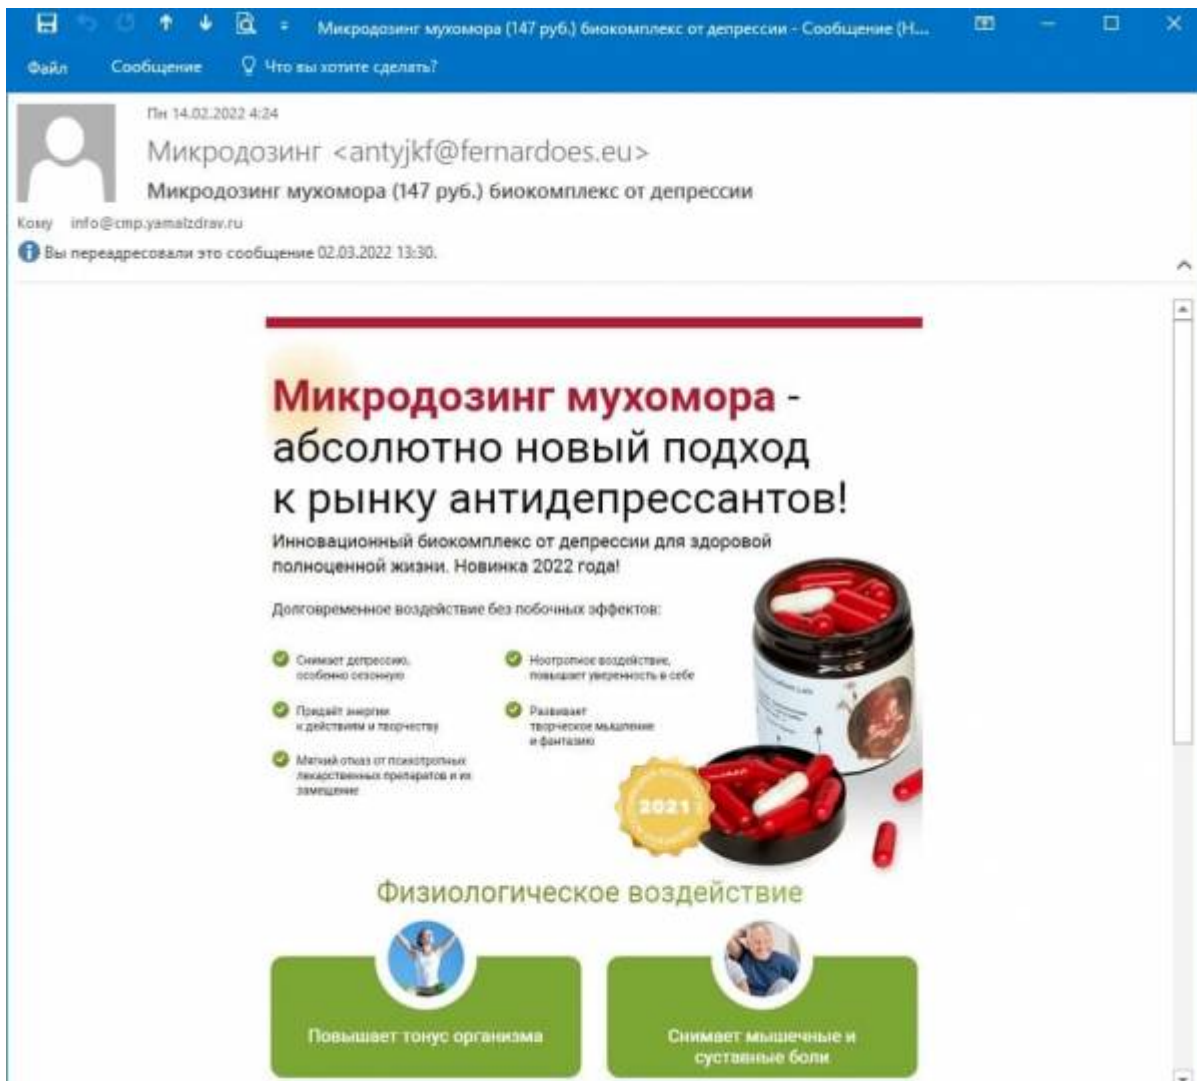 Микродозинг мухомора (147 руб.) биокомплекс от депрессии - Сообщение (H...
Файл Сообщение Что вы хотите сделать?
Пн 14.02.2022 4:24
Микродозинг <antyjkf@fernardoes.eu>
Микродозинг мухомора (147 руб.) биокомплекс от депрессии
Кому info@cmp.yamalzdrav.ru
Вы переадресовали это сообщение 02.03.2022 13:30.
Микродозинг мухомора -
абсолютно новый подход
к рынку антидепрессантов!
Инновационный биокомплекс от депрессии для здоровой
полноценной жизни. Новинка 2022 года!
Долговременное воздействие без побочных эффектов:
Снимает депрессию,
особенно сезонную
Придаёт энергии
к действиям и творчеству
Мягкий отказ от психотропных
лекарственных препаратов и их
замещение
Ноотропное воздействие,
повышает уверенность в себе
Развивает
творческое мышление
и фантазию
2021
Физиологическое воздействие
Повышает тонус организма
Снимает мышечные и
суставные боли